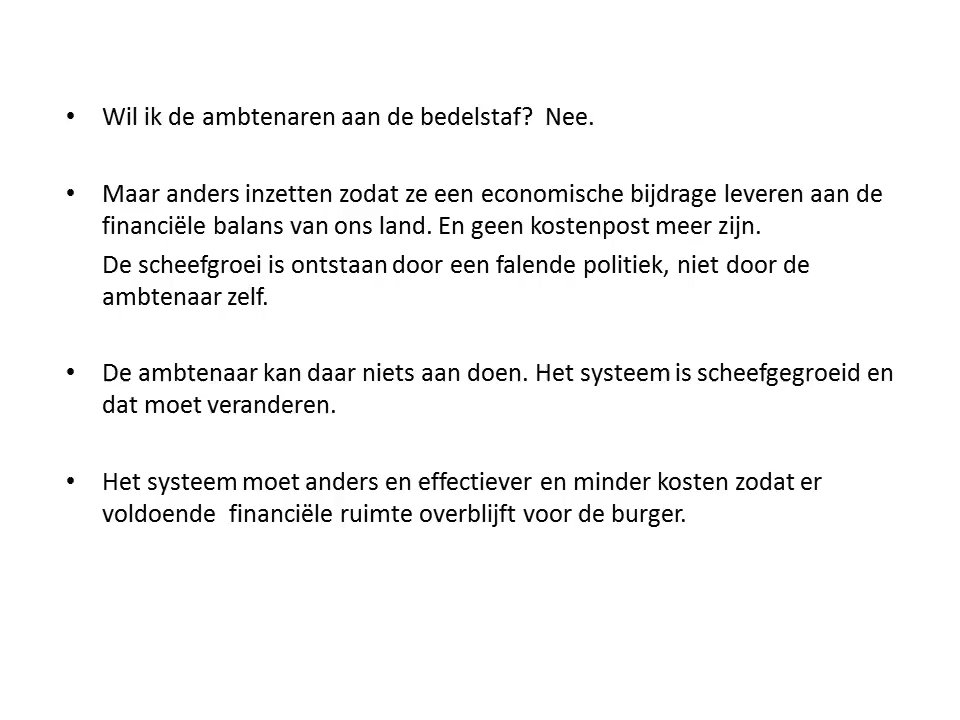 • Wil ik de ambtenaren aan de bedelstaf?  Nee.
• Maar anders inzetten zodat ze een economische bijdrage leveren aan de
financiële balans van ons land. En geen kostenpost meer zijn.
De scheefgroei is ontstaan door een falende politiek, niet door de
ambtenaar zelf.
• De ambtenaar kan daar niets aan doen. Het systeem is scheefgegroeid en
dat moet veranderen.
• Het systeem moet anders en effectiever en minder kosten zodat er
voldoende  financiële ruimte overblijft voor de burger.